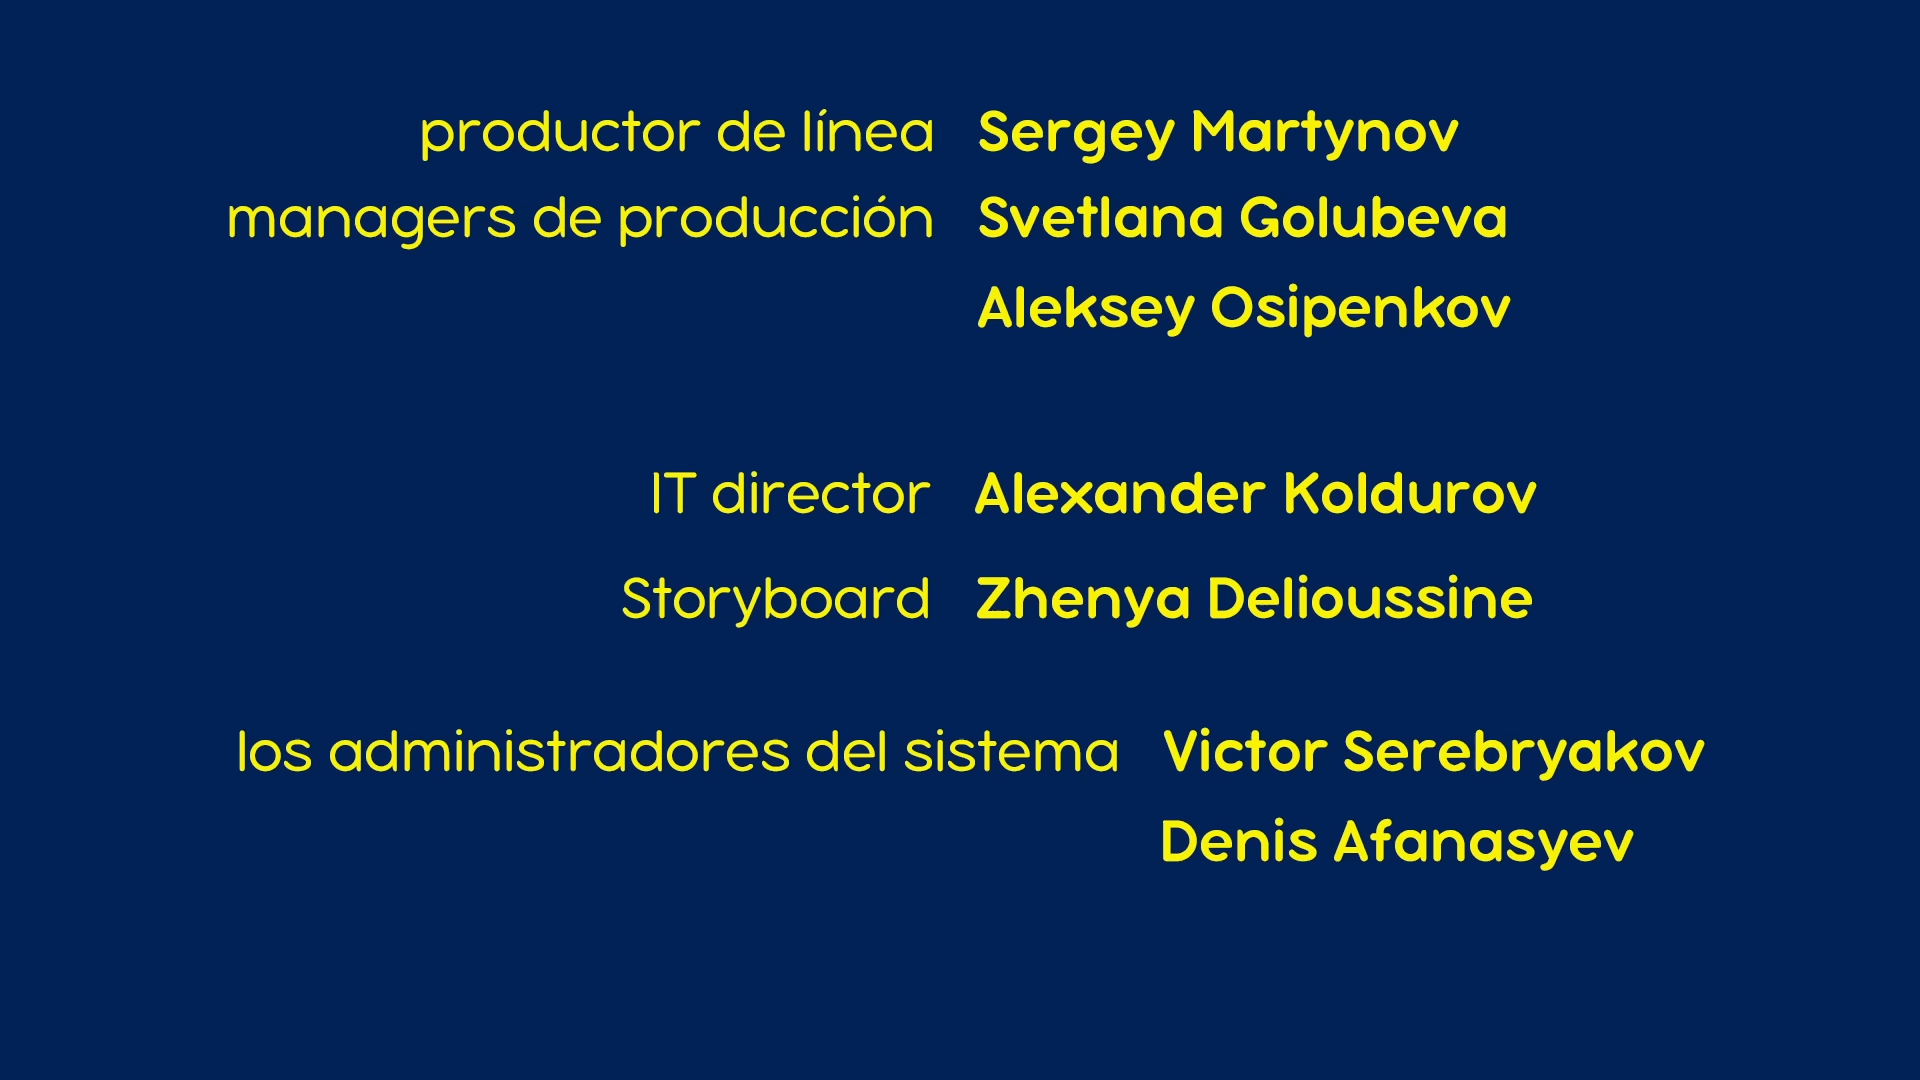 productor de línea Sergey Martynov
managers de producción Svetlana Golubeva
Aleksey Osipenkov
IT director Alexander Koldurov
Storyboard Zhenya Delioussine
los administradores del sistema Victor Serebryakov
Denis Afanasyev